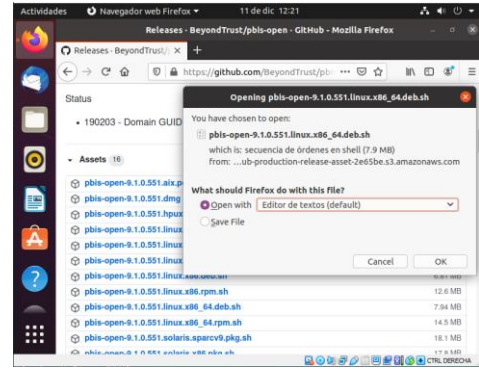 Actividades
Navegador web Firefox
11 de dic 12:21
Releases · BeyondTrust/pbis-open · GitHub - Mozilla Firefox
Releases · BeyondTrust/
https://github.com/BeyondTrust/pbi
Status
190203 - Domain GUID
Assets 16
pbis-open-9.1.0.551.aix.p
pbis-open-9.1.0.551.dmg
pbis-open-9.1.0.551.hpux
pbis-open-9.1.0.551.linux
pbis-open-9.1.0.551.linux
pbis-open-9.1.0.551.linux
pbis-open-9.1.0.551.linux.x86.rpm.sh 12.6 MB
pbis-open-9.1.0.551.linux.x86_64.deb.sh 7.94 MB
pbis-open-9.1.0.551.linux.x86_64.rpm.sh 14.5 MB
pbis-open-9.1.0.551.solaris.sparcv9.pkg.sh 18.1 MB
pbis-open-9.1.0.551.solaris.x86.pkg.sh 17.8 MB
Opening pbis-open-9.1.0.551.linux.x86_64.deb.sh
You have chosen to open:
pbis-open-9.1.0.551.linux.x86_64.deb.sh
which is: secuencia de órdenes en shell (7.9 MB)
from: ...ub-production-release-asset-2e65be.s3.amazonaws.com
What should Firefox do with this file?
Open with Editor de textos (default)
Save File
Cancel
OK
CTRL DERECHA